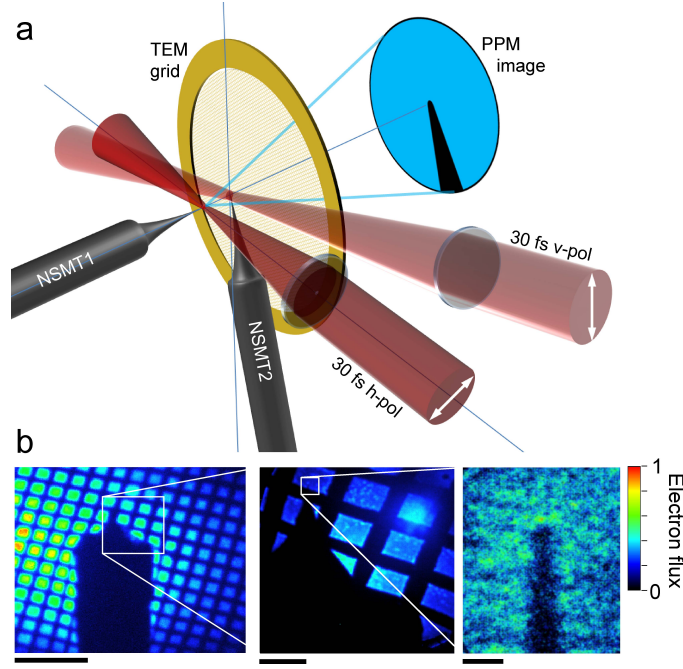 a
TEM
grid
PPM
image
NSMT1
NSMT2
30 fs v-pol
30 fs h-pol
b
1
0
Electron flux